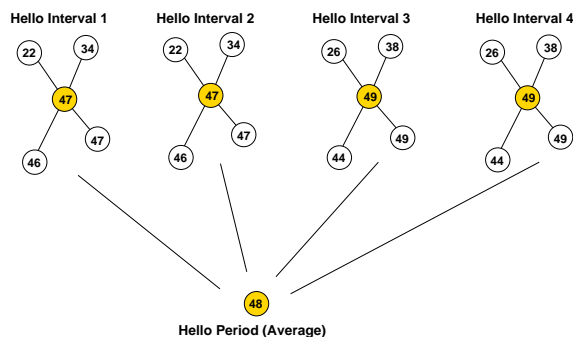 Hello Interval 1 Hello Interval 2 Hello Interval 3 Hello Interval 4
22 34 22 34 26 38 26 38
47 47 49 49
46 47 46 47 44 49 44 49
48
Hello Period (Average)